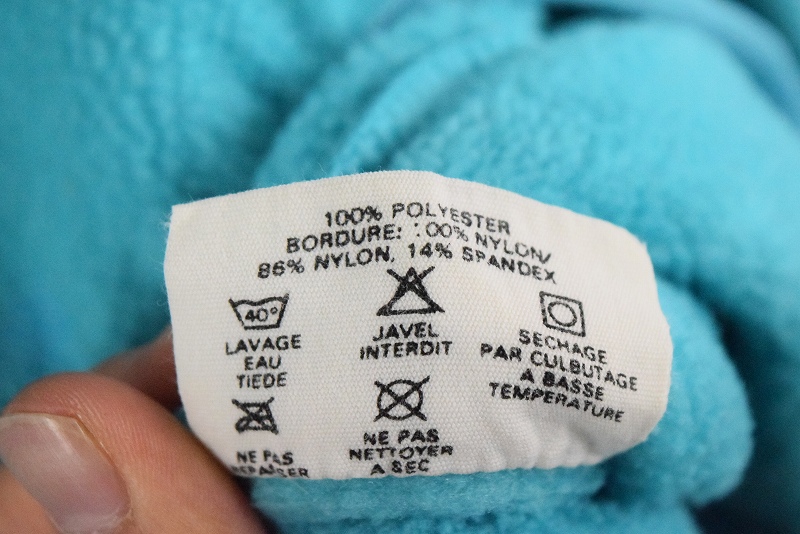 100% POLYESTER
BORDURE: 100% NYLON/
86% NYLON, 14% SPANDEX
40°
LAVAGE
EAU
TIEDE
JAVEL
INTERDIT
SECHAGE
PAR CULBUTAGE
A BASSE
TEMPERATURE
NE PAS
REPASSER
NE PAS
NETTOYER
A SEC